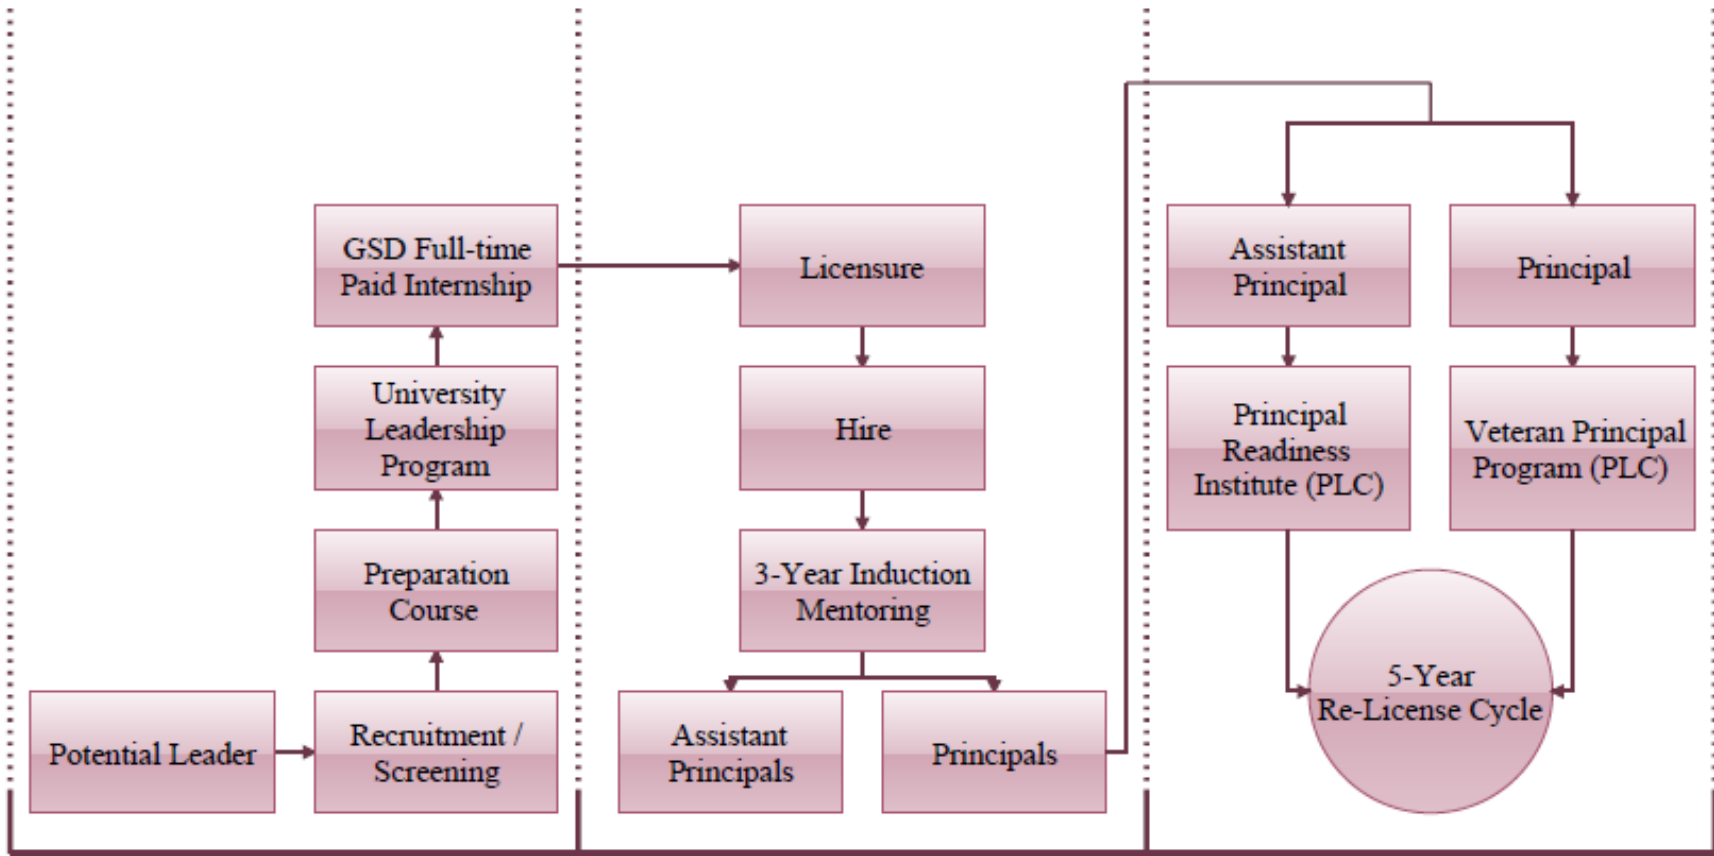 Potential Leader
Recruitment /
Screening
Preparation
Course
University
Leadership
Program
GSD Full-time
Paid Internship
Licensure
Hire
3-Year Induction
Mentoring
Assistant
Principals
Principals
Assistant
Principal
Principal
Readiness
Institute (PLC)
Principal
Veteran Principal
Program (PLC)
5-Year
Re-License Cycle